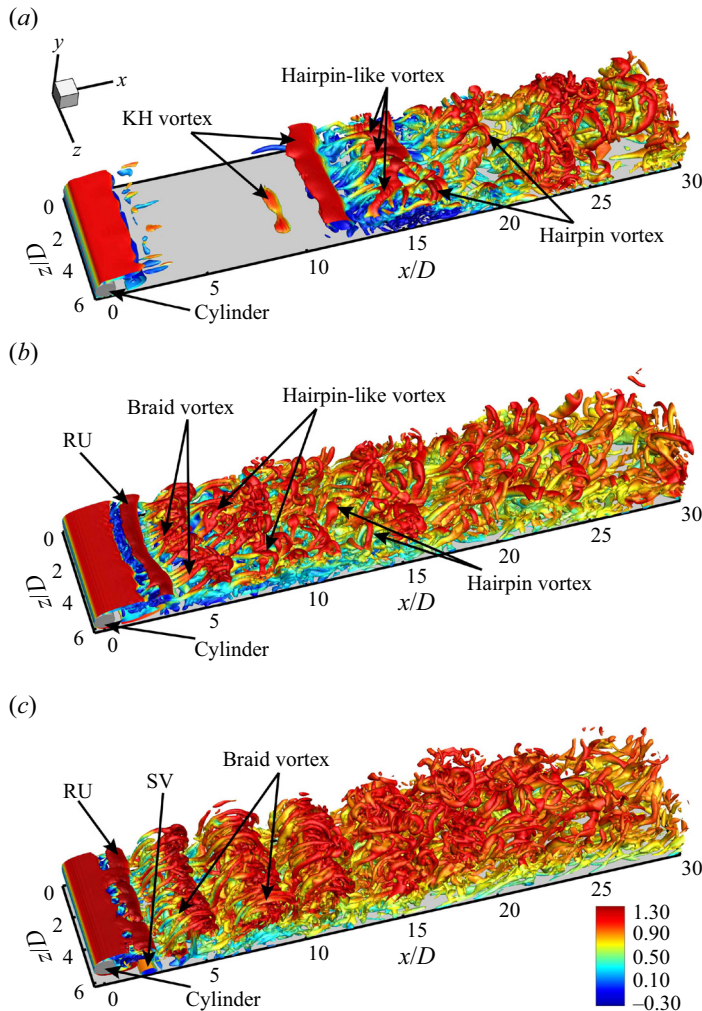 (a)
y
x
z
Hairpin-like vortex
KH vortex
Hairpin vortex
Cylinder
0
2
4
6
z/D
0
5
10
15
20
25
30
x/D
(b)
Braid vortex
Hairpin-like vortex
RU
Hairpin vortex
Cylinder
0
2
4
6
z/D
0
5
10
15
20
25
30
x/D
(c)
Braid vortex
SV
RU
Cylinder
0
2
4
6
z/D
0
5
10
15
20
25
30
x/D
1.30
0.90
0.50
0.10
–0.30